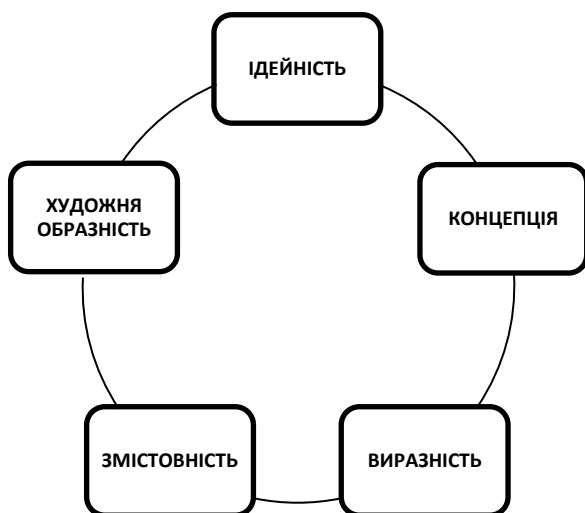 ІДЕЙНІСТЬ
КОНЦЕПЦІЯ
ВИРАЗНІСТЬ
ЗМІСТОВНІСТЬ
ХУДОЖНЯ
ОБРАЗНІСТЬ